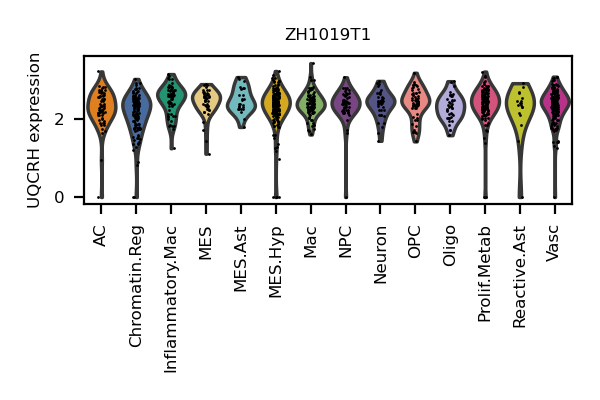 ZH1019T1
UQCRH expression
2
0
AC
Chromatin.Reg
Inflammatory.Mac
MES
MES.Ast
MES.Hyp
Mac
NPC
Neuron
OPC
Oligo
Prolif.Metab
Reactive.Ast
Vasc